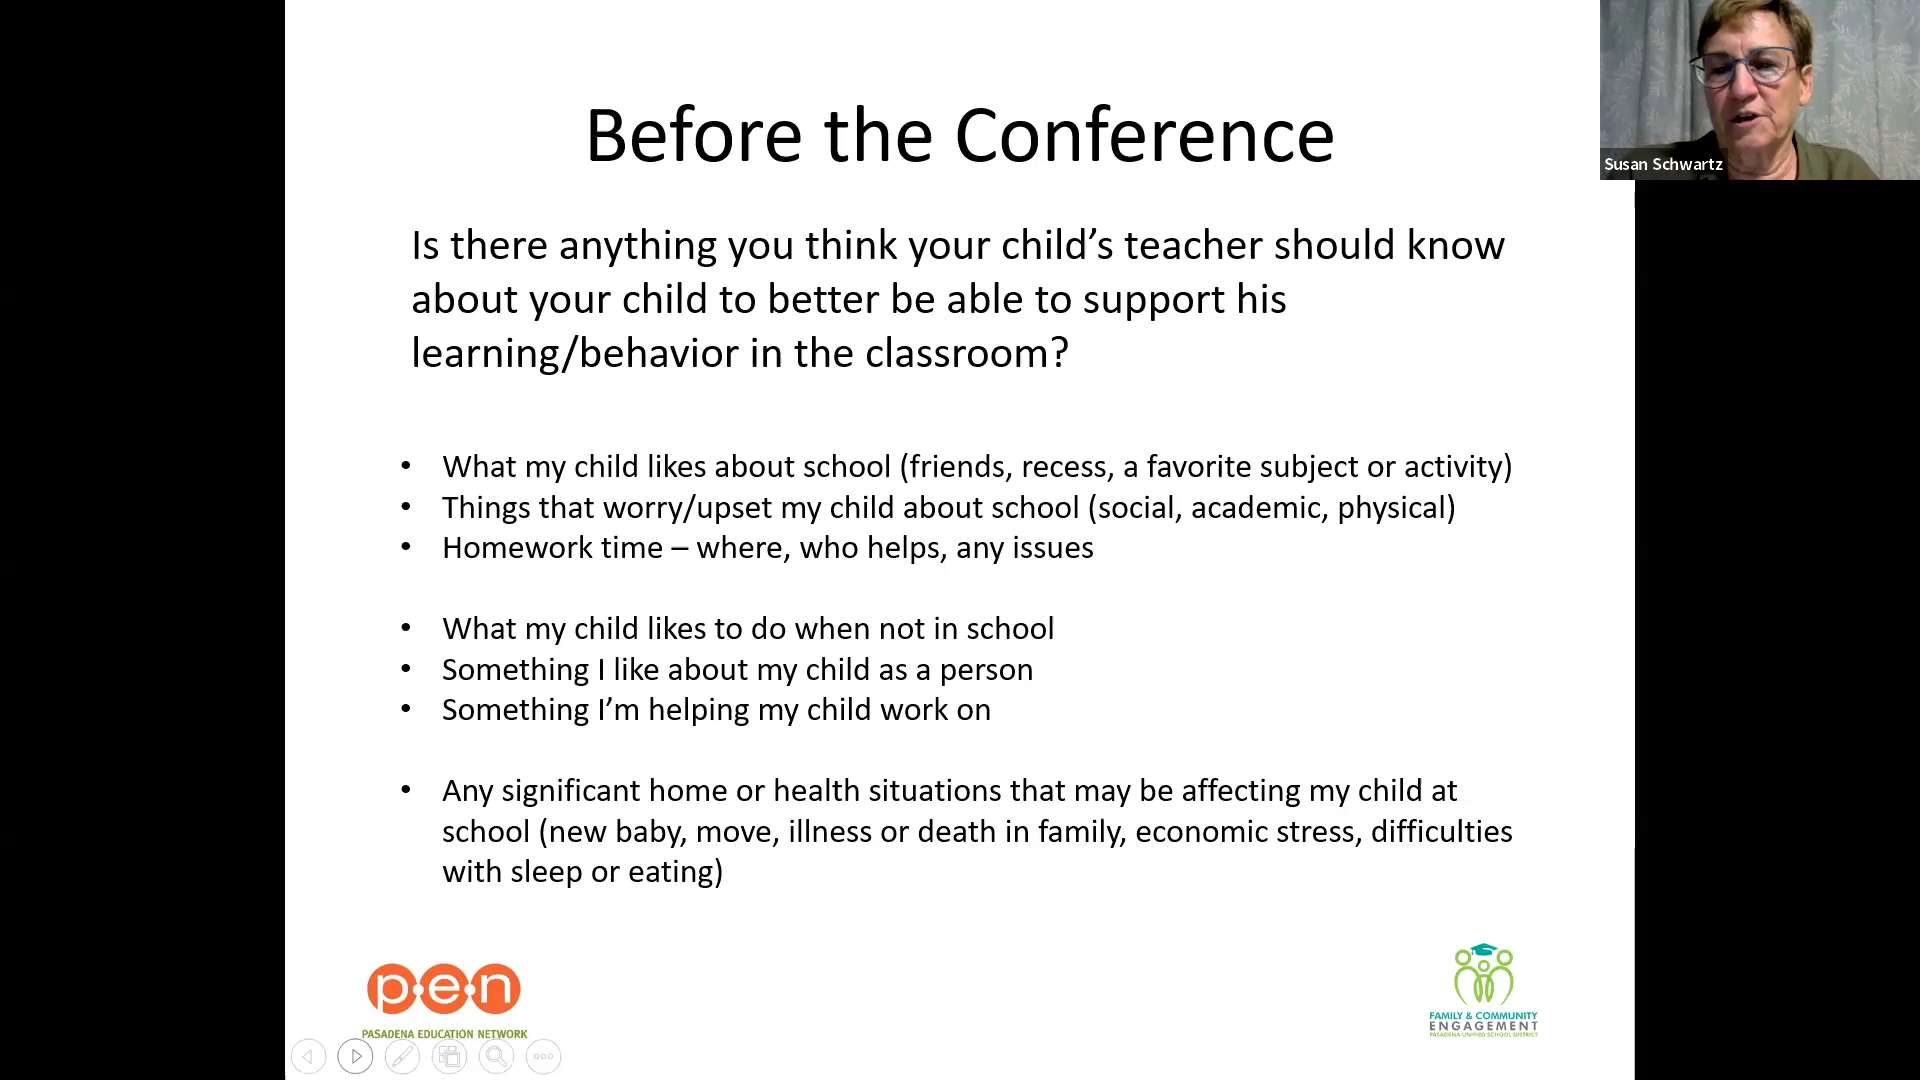 Before the Conference
Susan Schwartz
Is there anything you think your child’s teacher should know
about your child to better be able to support his
learning/behavior in the classroom?
• What my child likes about school (friends, recess, a favorite subject or activity)
• Things that worry/upset my child about school (social, academic, physical)
• Homework time – where, who helps, any issues
• What my child likes to do when not in school
• Something I like about my child as a person
• Something I’m helping my child work on
• Any significant home or health situations that may be affecting my child at
school (new baby, move, illness or death in family, economic stress, difficulties
with sleep or eating)
p•e•n
PASADENA EDUCATION NETWORK
FAMILY & COMMUNITY
ENGAGEMENT
PASADENA UNIFIED SCHOOL DISTRICT